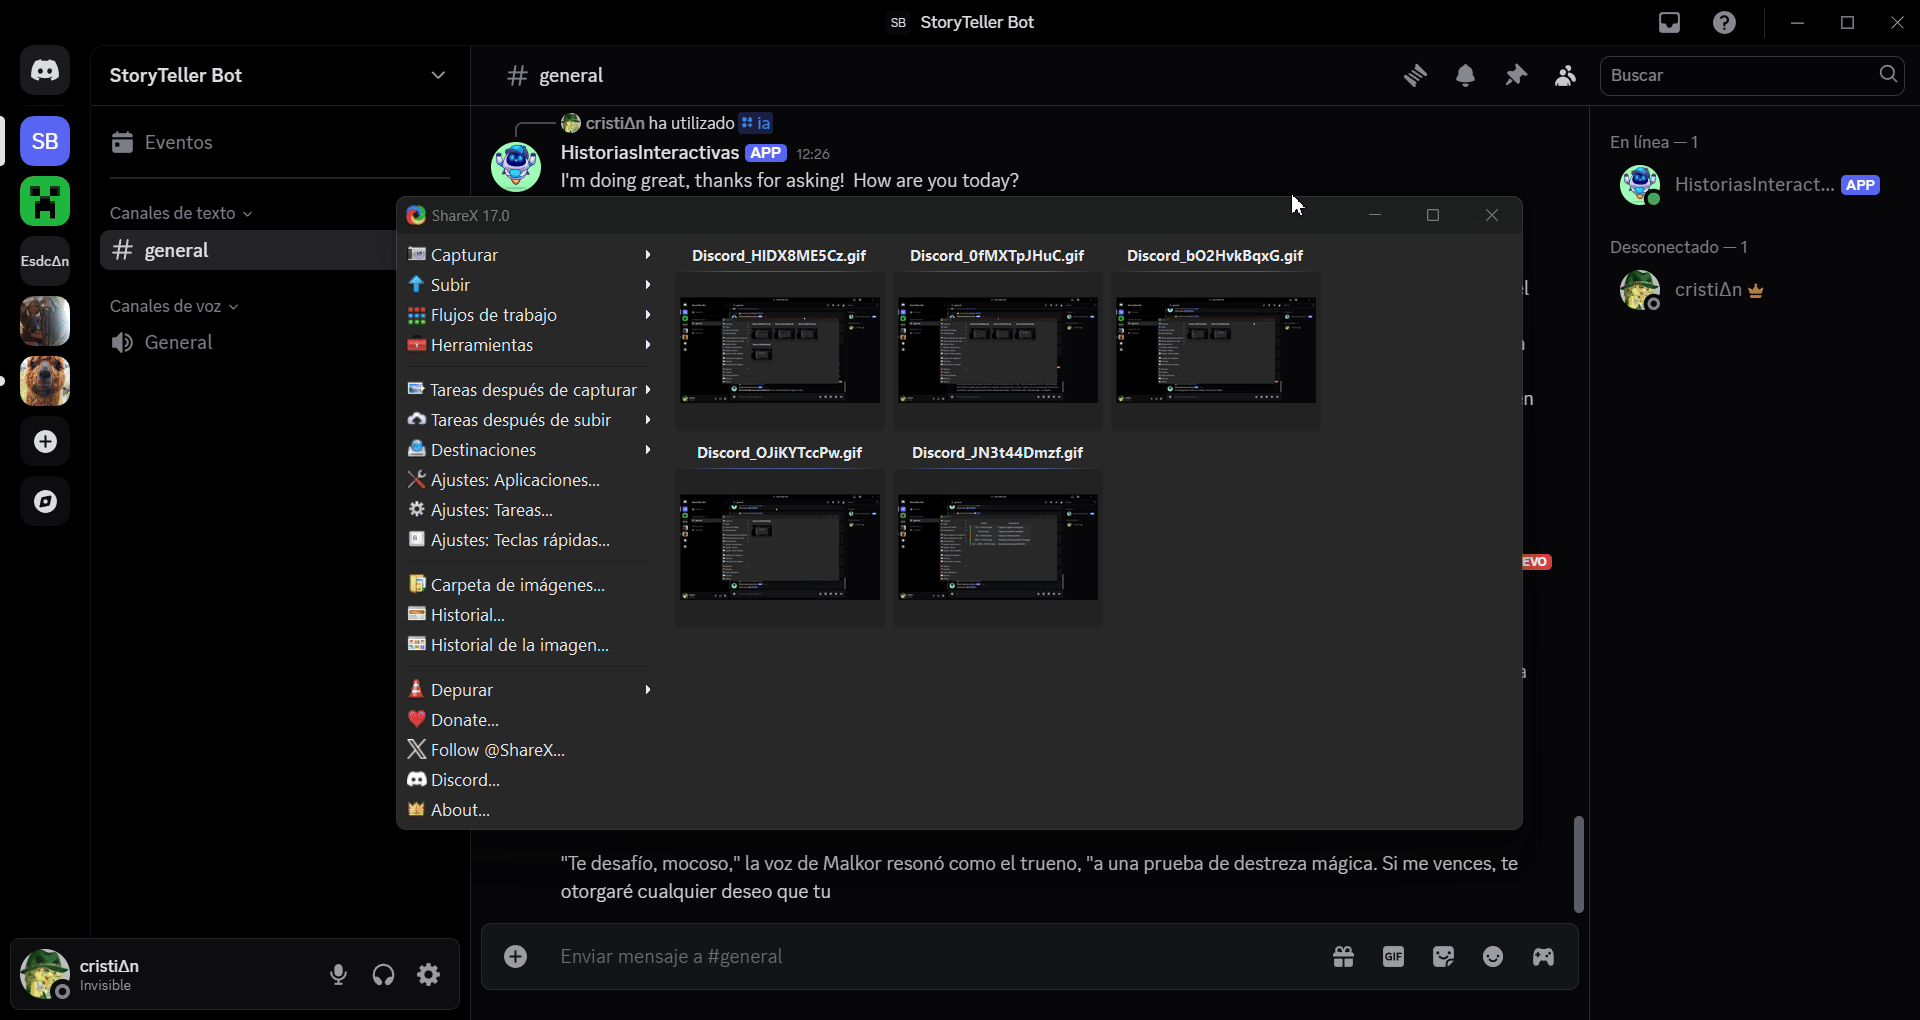 SB StoryTeller Bot
StoryTeller Bot
# general
Buscar
SB
EsdcΔn
Eventos
Canales de texto
# general
Canales de voz
General
cristiΔn ha utilizado ia
HistoriasInteractivas APP 12:26
I'm doing great, thanks for asking! How are you today?
En línea — 1
HistoriasInteract... APP
Desconectado — 1
cristiΔn
ShareX 17.0
Capturar
Subir
Flujos de trabajo
Herramientas
Tareas después de capturar
Tareas después de subir
Destinaciones
Ajustes: Aplicaciones...
Ajustes: Tareas...
Ajustes: Teclas rápidas...
Carpeta de imágenes...
Historial...
Historial de la imagen...
Depurar
Donate...
Follow @ShareX...
Discord...
About...
Discord_HIDX8ME5Cz.gif
Discord_0fMXTpJHuC.gif
Discord_bO2HvkBqxG.gif
Discord_OJiKYTccPw.gif
Discord_JN3t44Dmzf.gif
EVO
"Te desafío, mocoso," la voz de Malkor resonó como el trueno, "a una prueba de destreza mágica. Si me vences, te
otorgaré cualquier deseo que tu
Enviar mensaje a #general
GIF
cristiΔn
Invisible